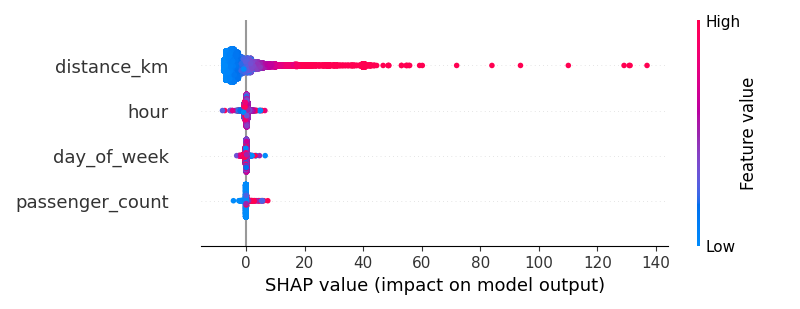 High
distance_km
hour
day_of_week
passenger_count
Feature value
Low
0 20 40 60 80 100 120 140
SHAP value (impact on model output)